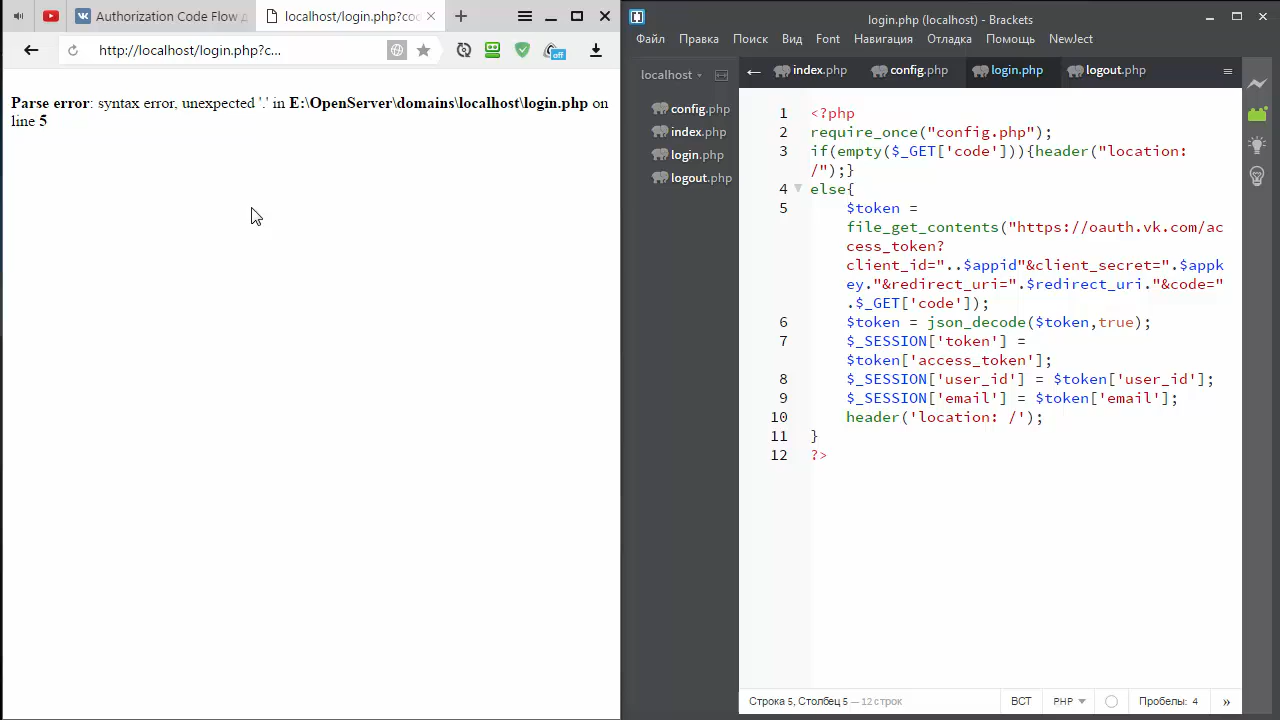 Authorization Code Flow д
localhost/login.php?coо
http://localhost/login.php?c...
off
Parse error: syntax error, unexpected '.' in E:\OpenServer\domains\localhost\login.php on
line 5
login.php (localhost) - Brackets
Файл Правка Поиск Вид Font Навигация Отладка Помощь NewJect
localhost
index.php config.php login.php logout.php
config.php
index.php
login.php
logout.php
1 <?php
2 require_once("config.php");
3 if(empty($_GET['code'])){header("location:
/");}
4 else{
5 $token =
file_get_contents("https://oauth.vk.com/ac
cess_token?
client_id="..$appid"&client_secret=".$appk
ey."&redirect_uri=".$redirect_uri."&code="
.$_GET['code']);
6 $token = json_decode($token,true);
7 $_SESSION['token'] =
$token['access_token'];
8 $_SESSION['user_id'] = $token['user_id'];
9 $_SESSION['email'] = $token['email'];
10 header('location: /');
11 }
12 ?>
Строка 5, Столбец 5 — 12 строк ВСТ PHP Пробелы: 4 »